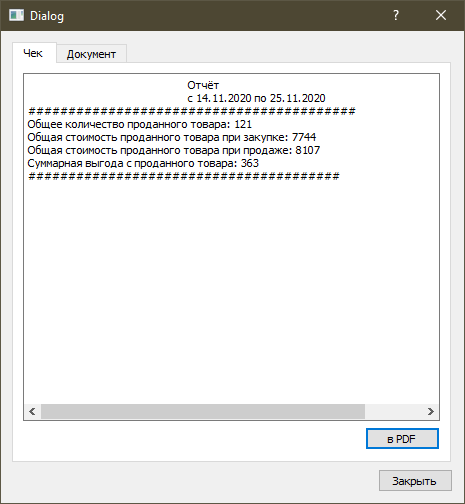 Dialog
?
Чек
Документ
Отчёт
с 14.11.2020 по 25.11.2020
#########################################
Общее количество проданного товара: 121
Общая стоимость проданного товара при закупке: 7744
Общая стоимость проданного товара при продаже: 8107
Суммарная выгода с проданного товара: 363
#######################################
в PDF
Закрыть